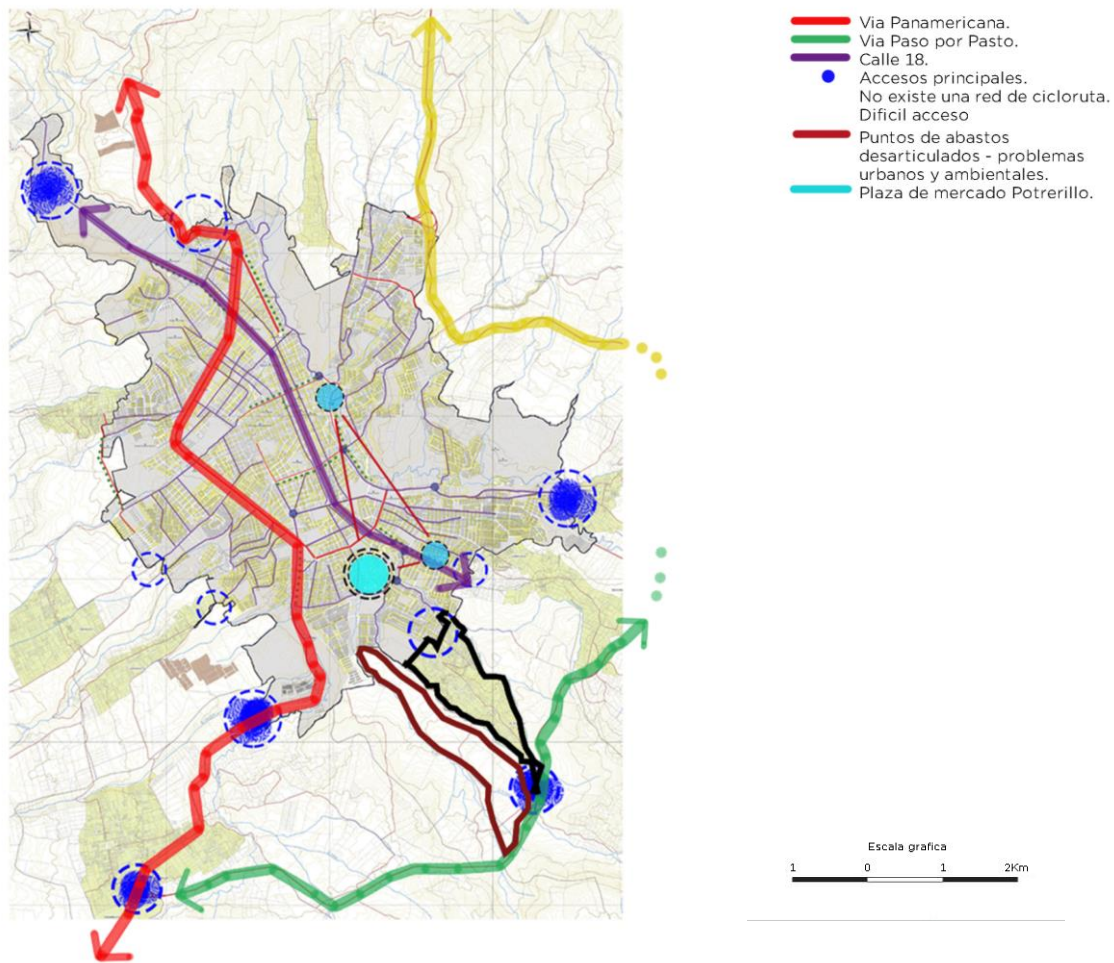 Via Panamericana.
Via Paso por Pasto.
Calle 18.
Accesos principales.
No existe una red de cicloruta.
Dificil acceso
Puntos de abastos
desarticulados - problemas
urbanos y ambientales.
Plaza de mercado Potrerillo.
Escala grafica
1 0 1 2Km